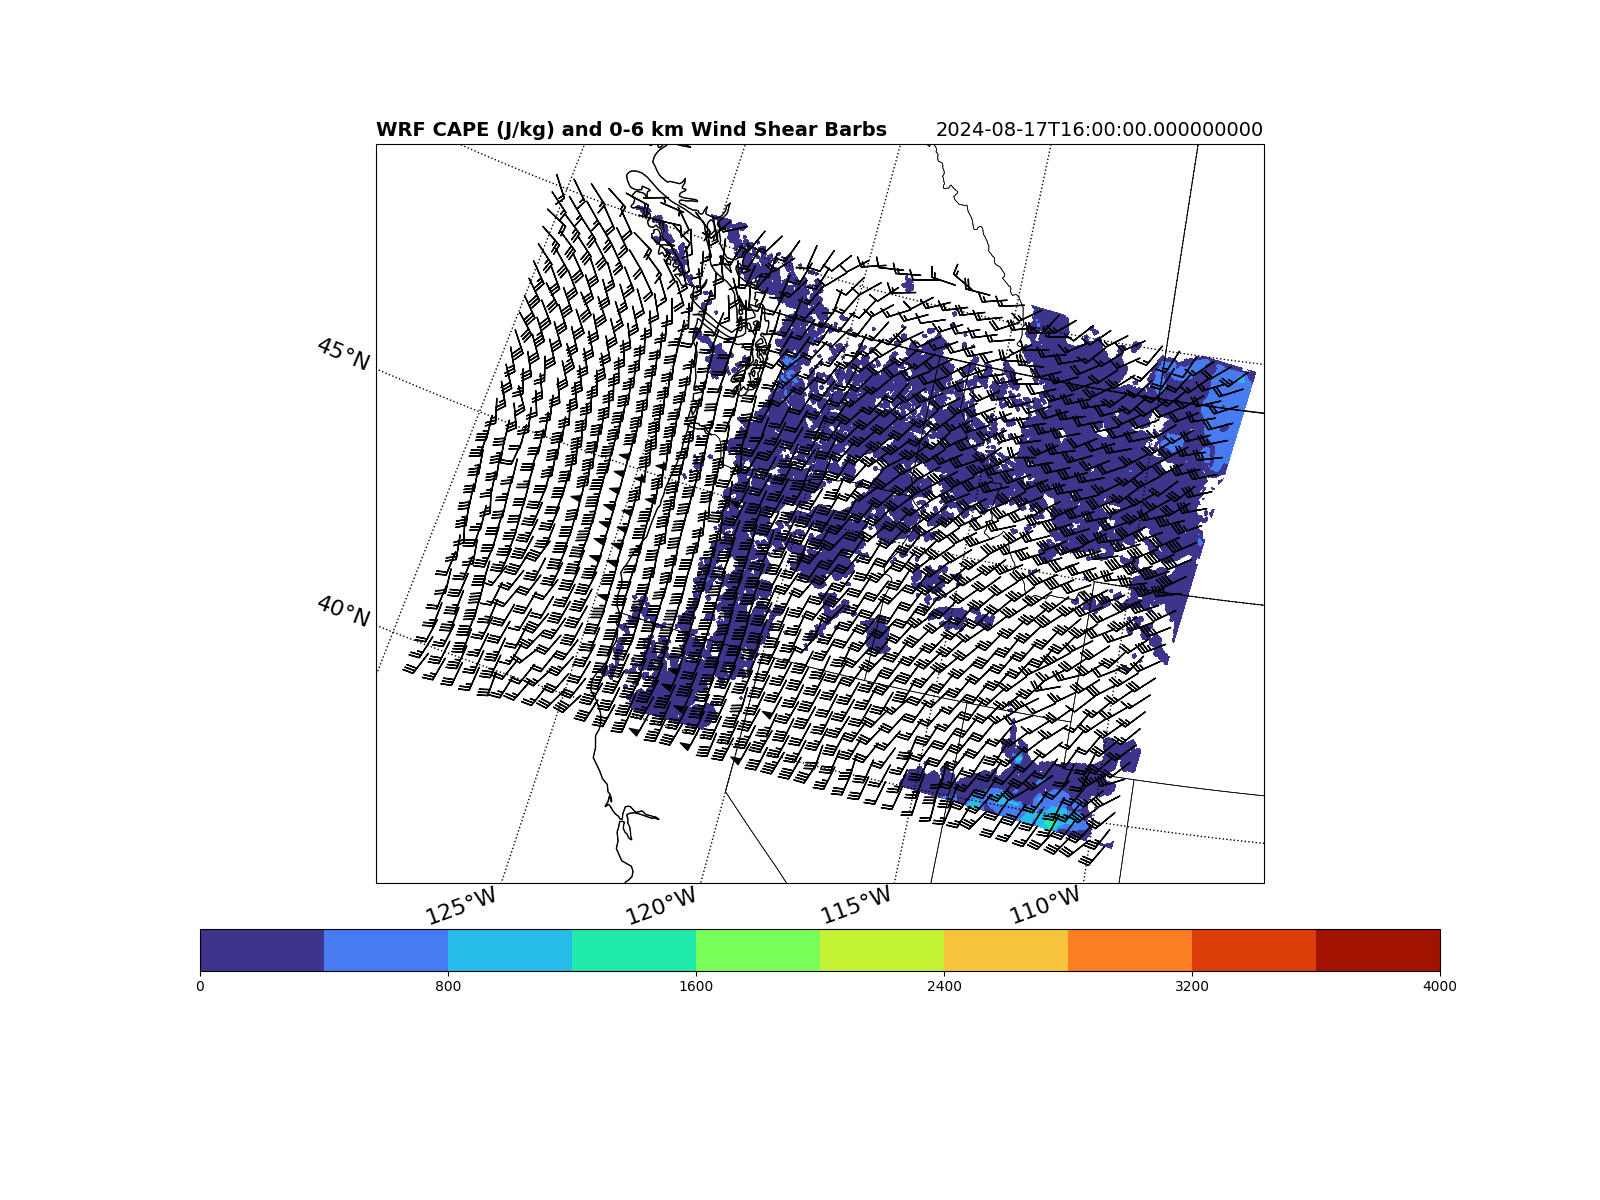 WRF CAPE (J/kg) and 0-6 km Wind Shear Barbs 2024-08-17T16:00:00.000000000
45°N
40°N
125°W 120°W 115°W 110°W
0 800 1600 2400 3200 4000